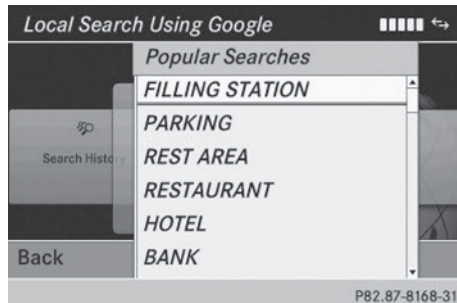 Local Search Using Google
Popular Searches
FILLING STATION
PARKING
Search History
REST AREA
RESTAURANT
HOTEL
Back
BANK
P82.87-8168-31